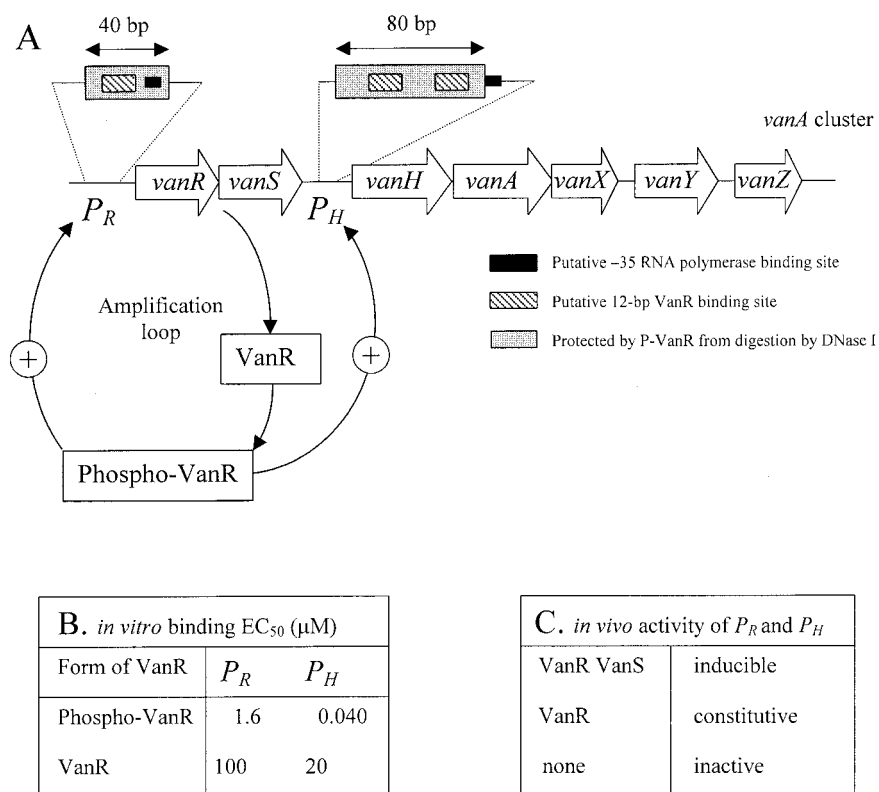 A
40 bp
80 bp
vanA cluster
vanR vanS vanH vanA vanX vanY vanZ
P_R P_H
Putative –35 RNA polymerase binding site
Putative 12-bp VanR binding site
Protected by P-VanR from digestion by DNase I
Amplification
loop
+ +
VanR
Phospho-VanR
B. in vitro binding EC50 (μM)
Form of VanR P_R P_H
Phospho-VanR 1.6 0.040
VanR 100 20
C. in vivo activity of P_R and P_H
VanR VanS inducible
VanR constitutive
none inactive